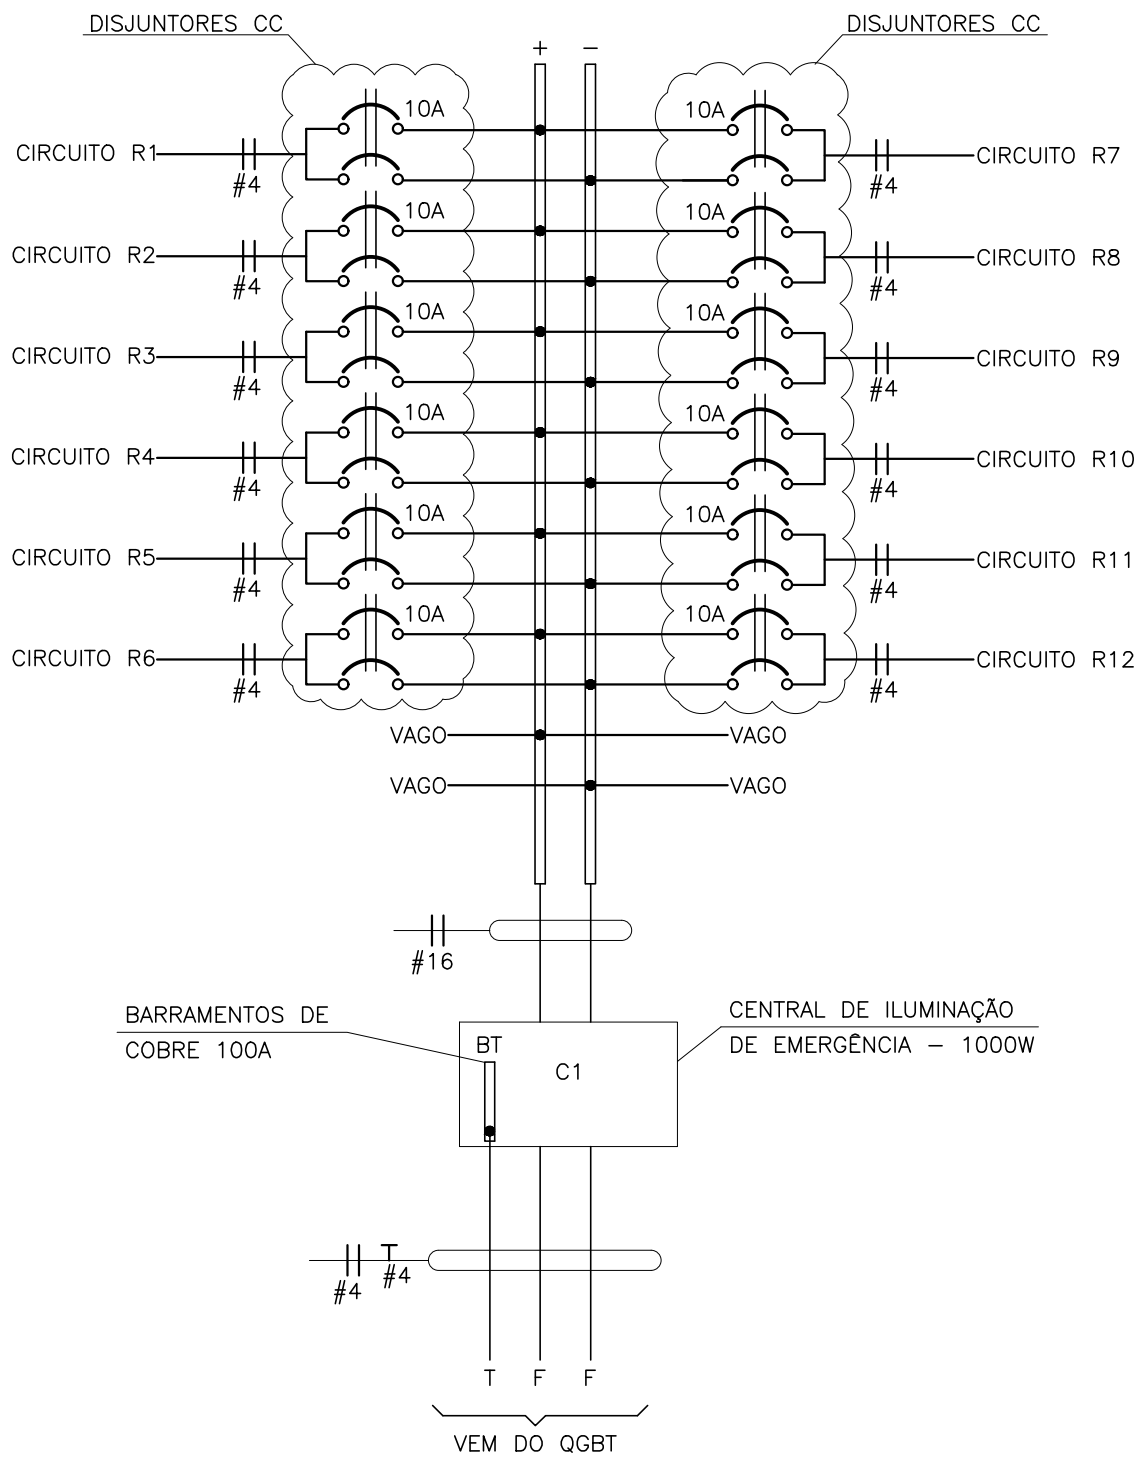 DISJUNTORES CC
DISJUNTORES CC
+ −
10A
10A
CIRCUITO R1
#4
CIRCUITO R7
#4
10A
10A
CIRCUITO R2
#4
CIRCUITO R8
#4
10A
10A
CIRCUITO R3
#4
CIRCUITO R9
#4
10A
10A
CIRCUITO R4
#4
CIRCUITO R10
#4
10A
10A
CIRCUITO R5
#4
CIRCUITO R11
#4
10A
10A
CIRCUITO R6
#4
CIRCUITO R12
#4
VAGO
VAGO
VAGO
VAGO
#16
BARRAMENTOS DE
COBRE 100A
CENTRAL DE ILUMINAÇÃO
DE EMERGÊNCIA – 1000W
BT
C1
T
#4
#4
T F F
VEM DO QGBT